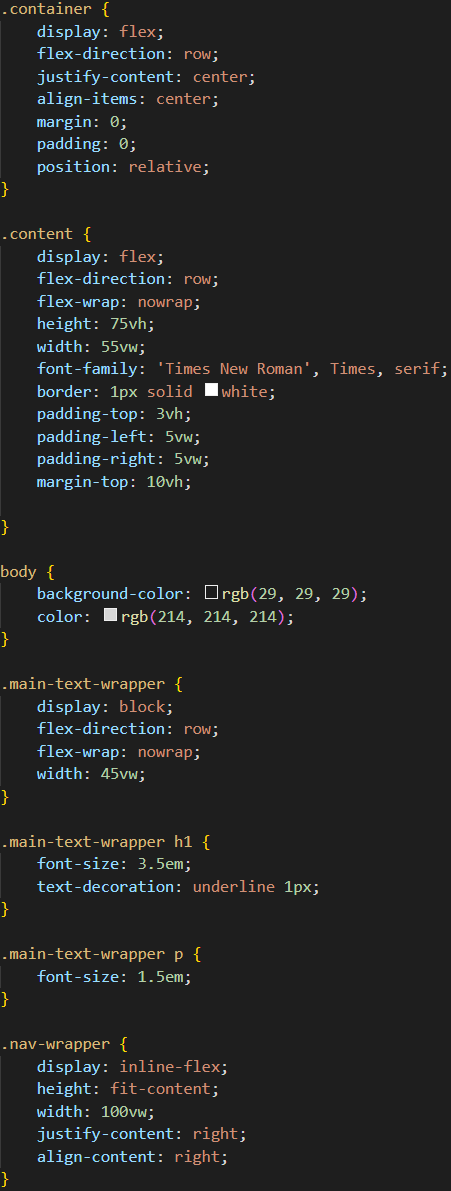 .container {
    display: flex;
    flex-direction: row;
    justify-content: center;
    align-items: center;
    margin: 0;
    padding: 0;
    position: relative;
}

.content {
    display: flex;
    flex-direction: row;
    flex-wrap: nowrap;
    height: 75vh;
    width: 55vw;
    font-family: 'Times New Roman', Times, serif;
    border: 1px solid white;
    padding-top: 3vh;
    padding-left: 5vw;
    padding-right: 5vw;
    margin-top: 10vh;

}

body {
    background-color: rgb(29, 29, 29);
    color: rgb(214, 214, 214);
}

.main-text-wrapper {
    display: block;
    flex-direction: row;
    flex-wrap: nowrap;
    width: 45vw;
}

.main-text-wrapper h1 {
    font-size: 3.5em;
    text-decoration: underline 1px;
}

.main-text-wrapper p {
    font-size: 1.5em;
}

.nav-wrapper {
    display: inline-flex;
    height: fit-content;
    width: 100vw;
    justify-content: right;
    align-content: right;
}